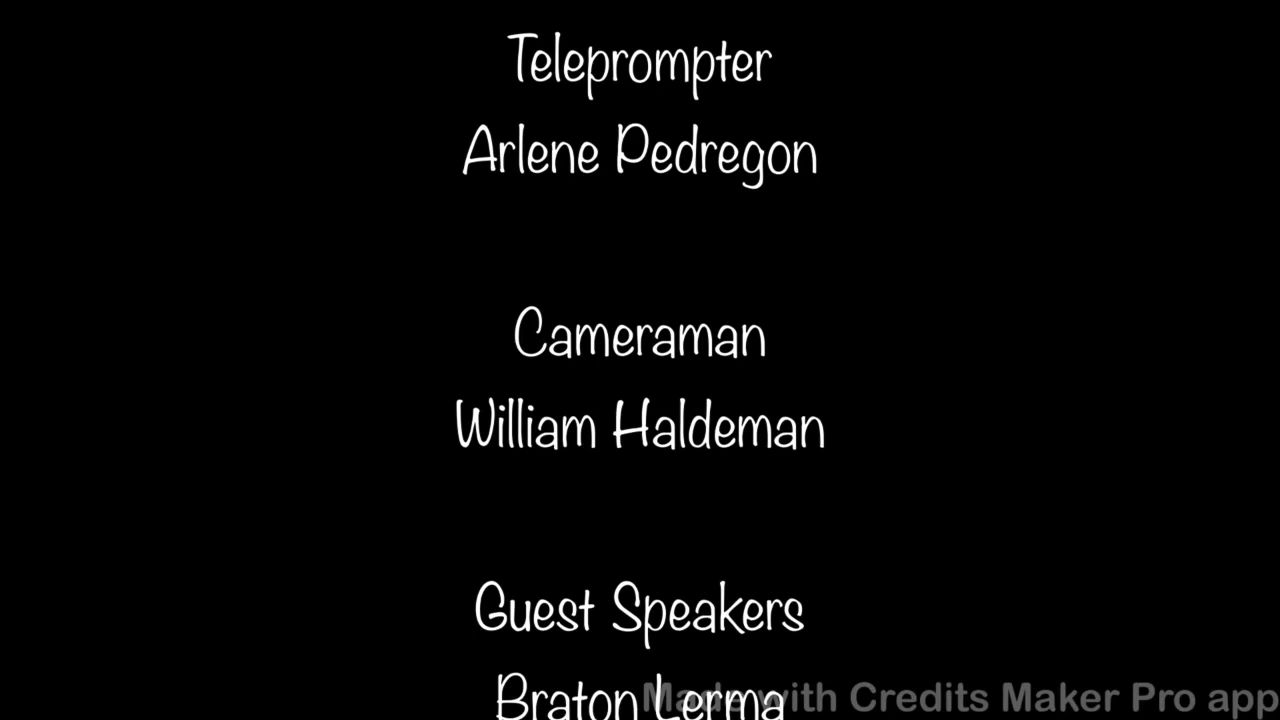 Teleprompter
Arlene Pedregon
Cameraman
William Haldeman
Guest Speakers
Braton Lerma
Made with Credits Maker Pro app